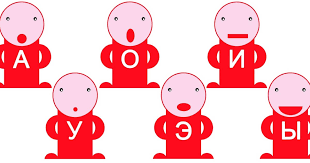 А О И
У Э Ы